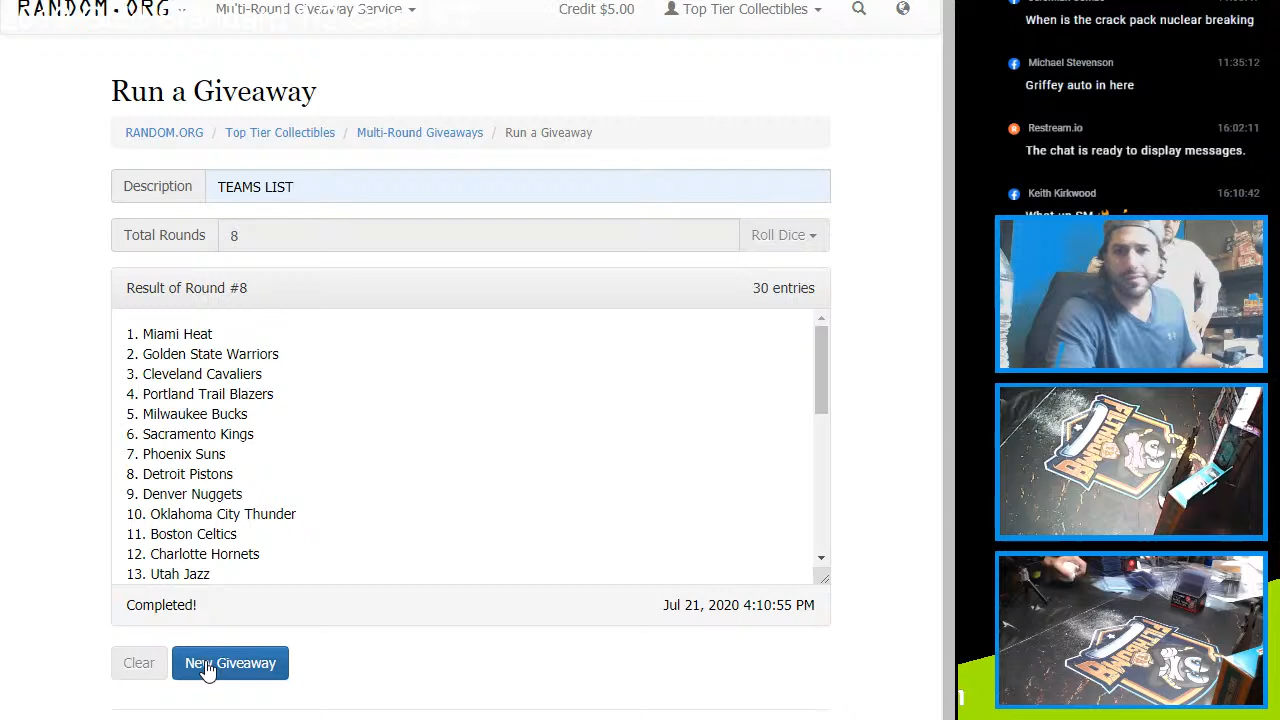 RANDOM.ORG
Multi-Round Giveaway Service
Credit $5.00
Top Tier Collectibles
Run a Giveaway
RANDOM.ORG / Top Tier Collectibles / Multi-Round Giveaways / Run a Giveaway
Description TEAMS LIST
Total Rounds 8 Roll Dice
Result of Round #8 30 entries
1. Miami Heat
2. Golden State Warriors
3. Cleveland Cavaliers
4. Portland Trail Blazers
5. Milwaukee Bucks
6. Sacramento Kings
7. Phoenix Suns
8. Detroit Pistons
9. Denver Nuggets
10. Oklahoma City Thunder
11. Boston Celtics
12. Charlotte Hornets
13. Utah Jazz
Completed! Jul 21, 2020 4:10:55 PM
Clear New Giveaway
When is the crack pack nuclear breaking
Michael Stevenson 11:35:12
Griffey auto in here
Restream.io 16:02:11
The chat is ready to display messages.
Keith Kirkwood 16:10:42
What up GM
FILTHBOMB
FILTHBOMB